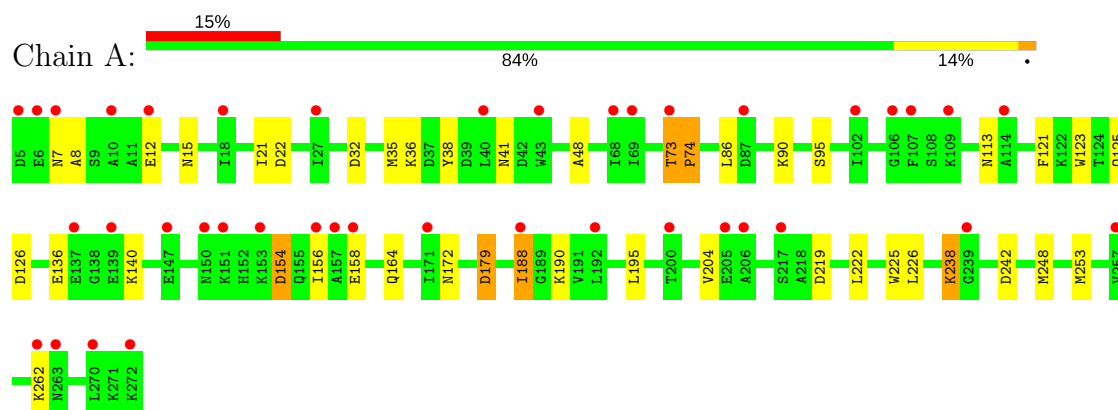 15%
Chain A:
84% 14% •
D5 E6 N7 A8 S9 A10 A11 E12 N15 I18 I21 D22 I27 D32 M35 K36 D37 Y38 D39 L40 N41 D42 W43 A48 I68 I69 T73 P74 L86 D87 K90 S95 I102 G106 F107 S108 K109 N113 A114 F121 K122 W123 T124
D126 E136 E137 G138 E139 K140 E147 N150 K151 H152 K153 D154 Q155 I156 A157 E158 Q164 I171 N172 D179 I188 G189 K190 V191 L192 L195 T200 V204 E205 A206 S217 A218 D219 L222 W225 L226 K238 G239 D242 M248 M253
K262 N263 L270 K271 K272